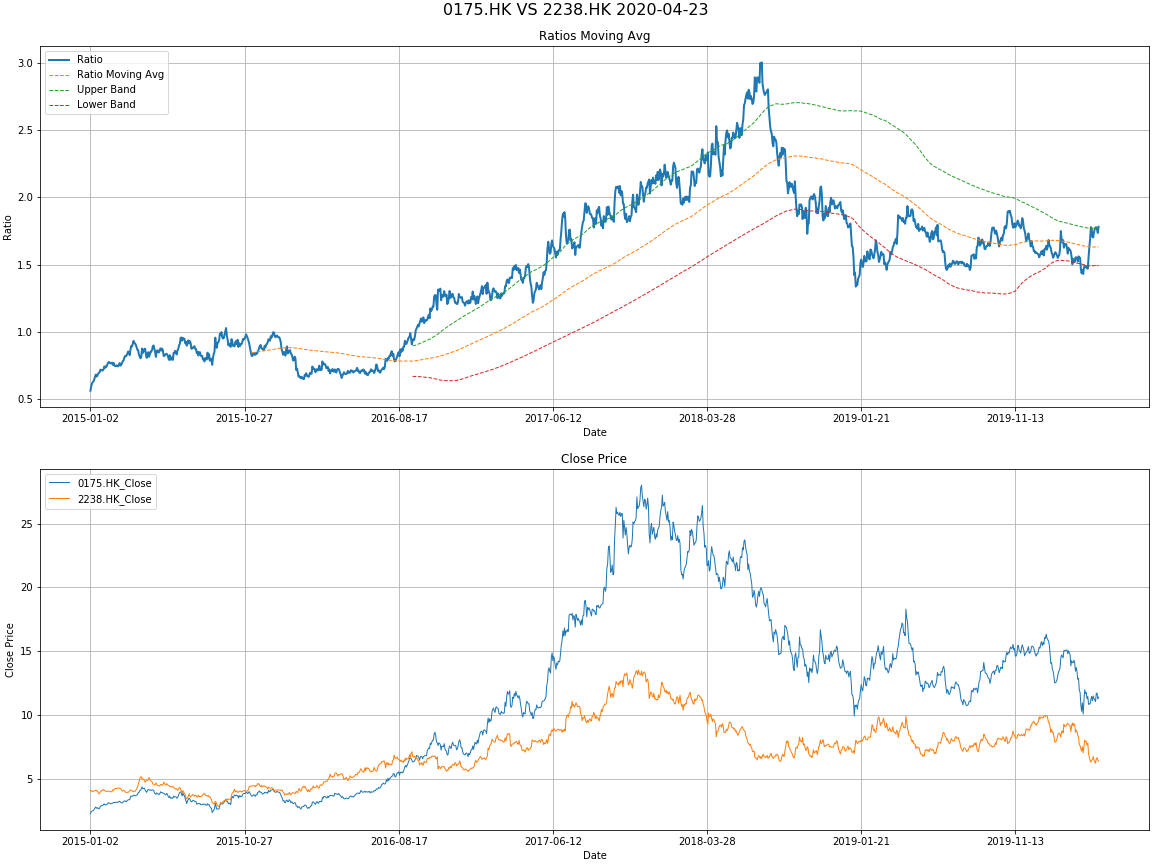 0175.HK VS 2238.HK 2020-04-23
Ratios Moving Avg
Ratio
Ratio Moving Avg
Upper Band
Lower Band
3.0
2.5
2.0
1.5
1.0
0.5
Ratio
2015-01-02 2015-10-27 2016-08-17 2017-06-12 2018-03-28 2019-01-21 2019-11-13
Date
Close Price
0175.HK_Close
2238.HK_Close
25
20
15
10
5
Close Price
2015-01-02 2015-10-27 2016-08-17 2017-06-12 2018-03-28 2019-01-21 2019-11-13
Date